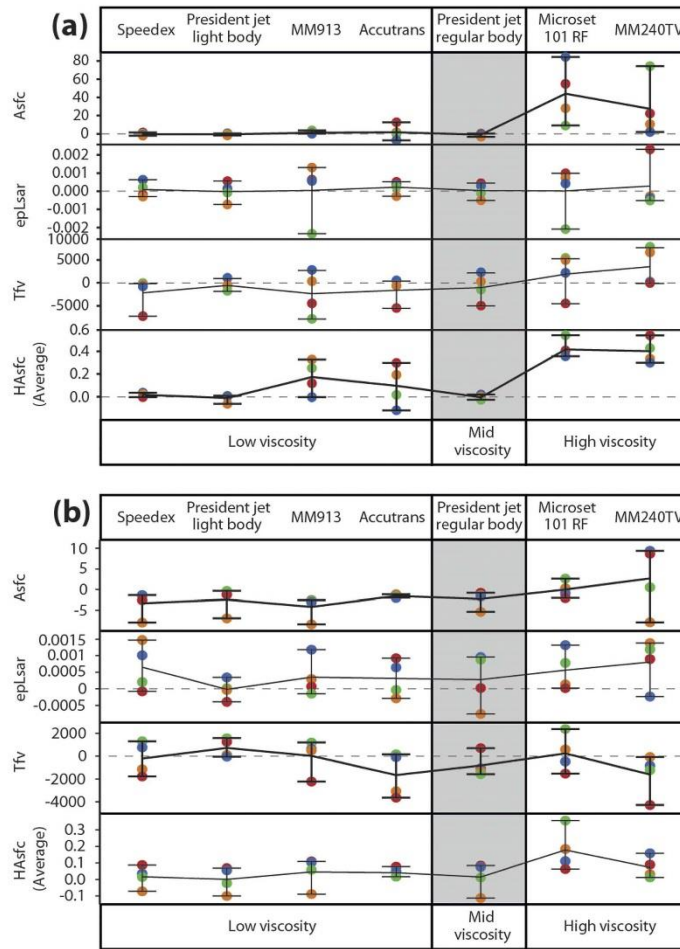 (a)
Speedex President jet light body MM913 Accutrans President jet regular body Microset 101 RF MM240TV
Asfc
80
60
40
20
0
epLsar
0.002
0.001
0.000
-0.001
-0.002
Tfv
10000
5000
0
-5000
HAsfc
(Average)
0.6
0.4
0.2
0.0
Low viscosity Mid viscosity High viscosity
(b)
Speedex President jet light body MM913 Accutrans President jet regular body Microset 101 RF MM240TV
Asfc
10
5
0
-5
epLsar
0.0015
0.001
0.0005
0
-0.0005
Tfv
2000
0
-2000
-4000
HAsfc
(Average)
0.3
0.2
0.1
0.0
-0.1
Low viscosity Mid viscosity High viscosity